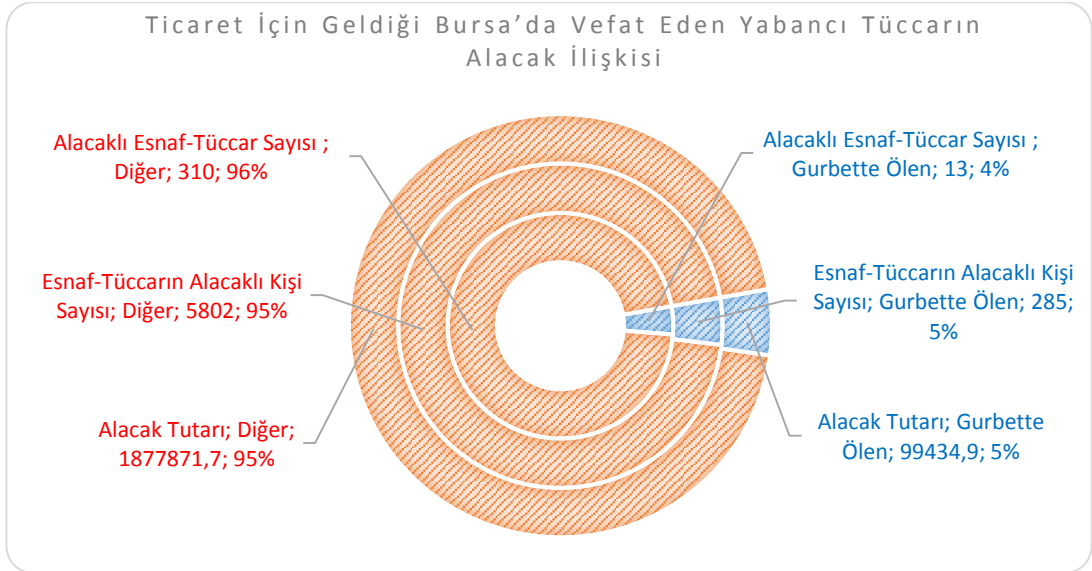 Ticaret İçin Geldiği Bursa’da Vefat Eden Yabancı Tüccarın
Alacak İlişkisi
Alacaklı Esnaf-Tüccar Sayısı ;
Diğer; 310; 96%
Alacaklı Esnaf-Tüccar Sayısı ;
Gurbette Ölen; 13; 4%
Esnaf-Tüccarın Alacaklı Kişi
Sayısı; Diğer; 5802; 95%
Esnaf-Tüccarın Alacaklı Kişi
Sayısı; Gurbette Ölen; 285;
5%
Alacak Tutarı; Diğer;
1877871,7; 95%
Alacak Tutarı; Gurbette
Ölen; 99434,9; 5%